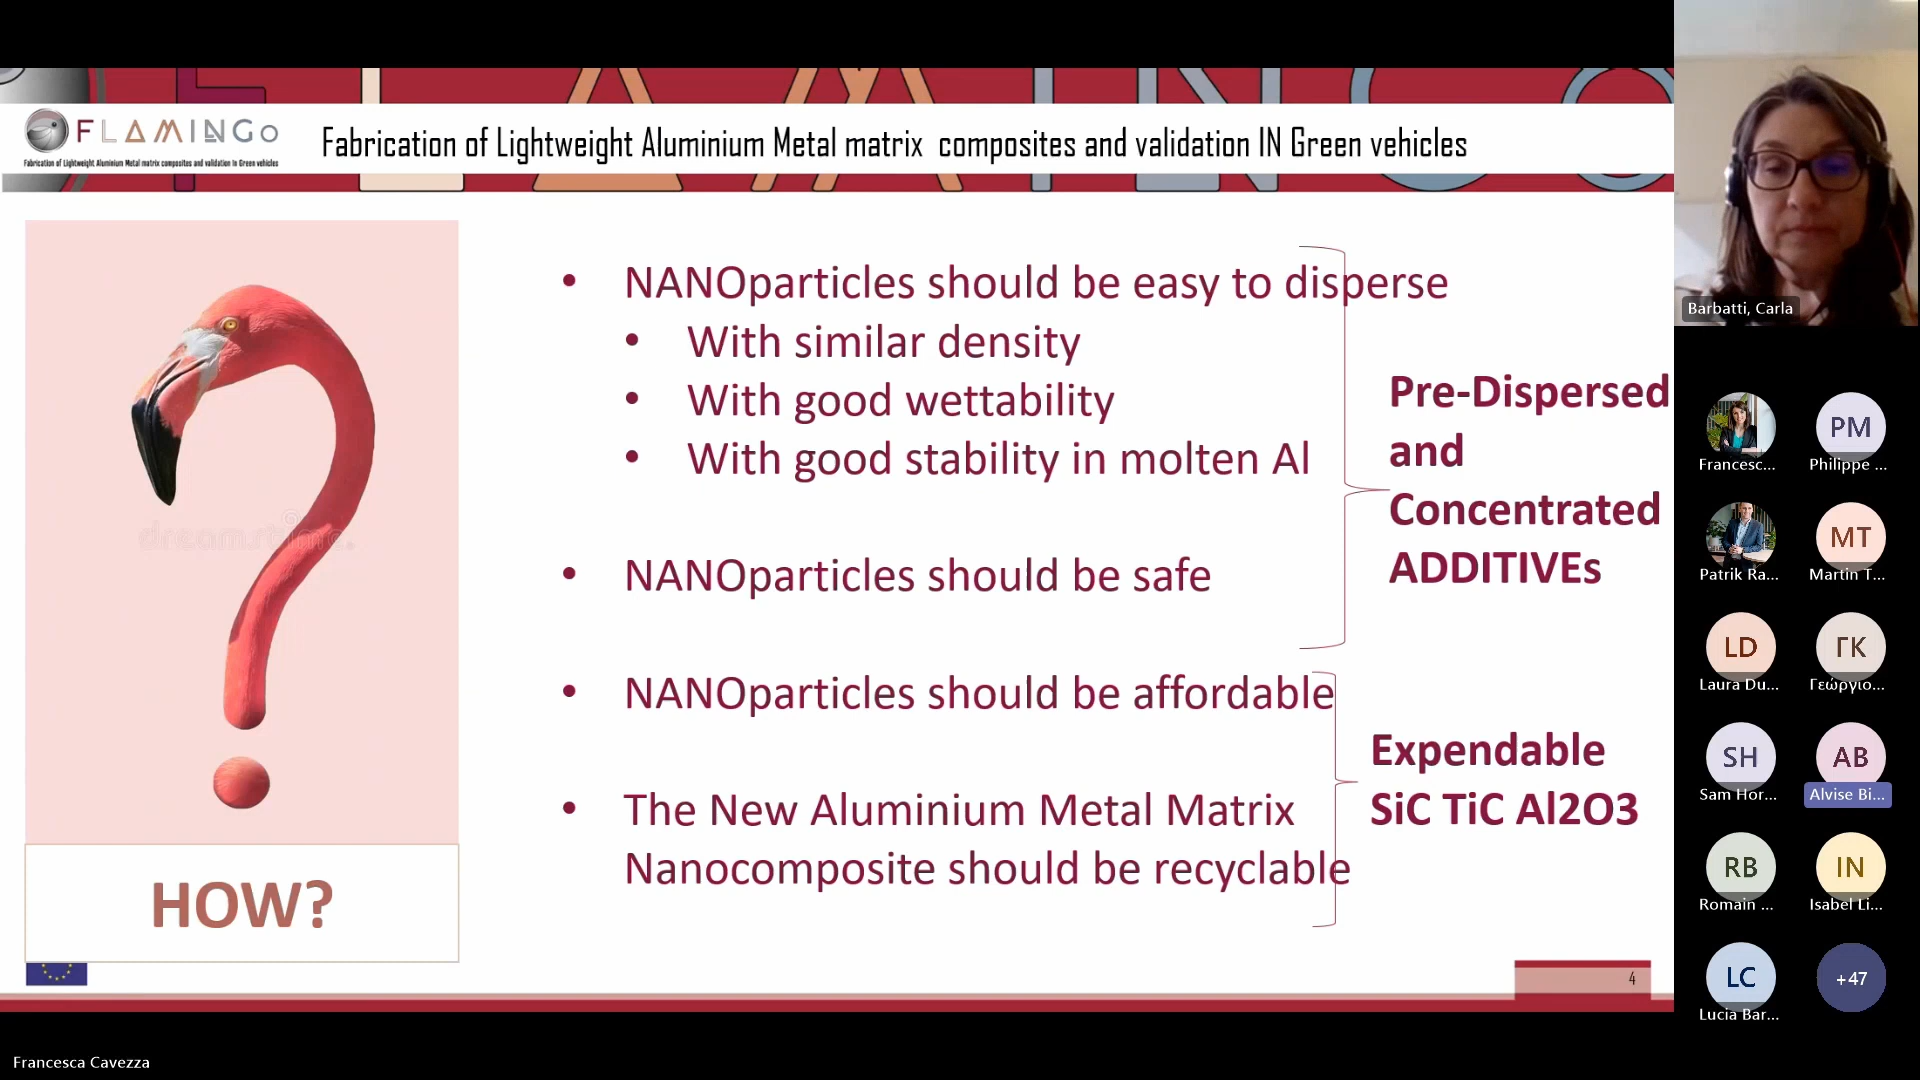 FLAMINGo
Fabrication of Lightweight Aluminium Metal matrix composites and validation In Green vehicles
Fabrication of Lightweight Aluminium Metal matrix composites and validation IN Green vehicles
• NANOparticles should be easy to disperse
• With similar density
• With good wettability
• With good stability in molten Al
• NANOparticles should be safe
• NANOparticles should be affordable
• The New Aluminium Metal Matrix
Nanocomposite should be recyclable
Pre-Dispersed
and
Concentrated
ADDITIVEs
Expendable
SiC TiC Al2O3
dreamstime.
HOW?
4
Barbatti, Carla
Francesc...
PM
Philippe ...
Patrik Ra...
MT
Martin T...
LD
Laura Du...
ΓΚ
Γεώργιο...
SH
Sam Hor...
AB
Alvise Bi...
RB
Romain ...
IN
Isabel Li...
LC
Lucia Bar...
+47
Francesca Cavezza